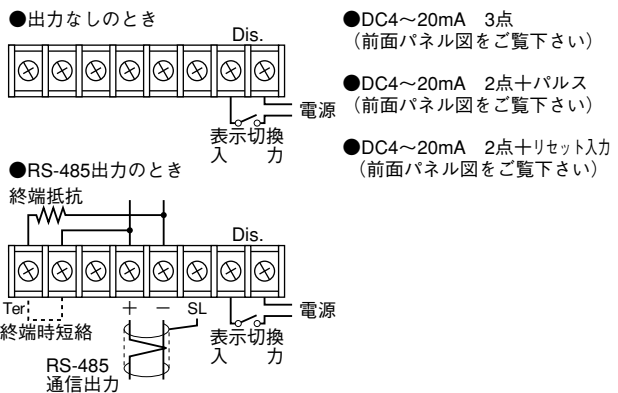 ●出力なしのとき
Dis.
電源
表示切換
入 力
●RS-485出力のとき
終端抵抗
Dis.
Ter
+ − SL
電源
終端時短絡
表示切換
入 力
RS-485
通信出力
●DC4～20mA 3点
(前面パネル図をご覧下さい)
●DC4～20mA 2点＋パルス
(前面パネル図をご覧下さい)
●DC4～20mA 2点＋リセット入力
(前面パネル図をご覧下さい)